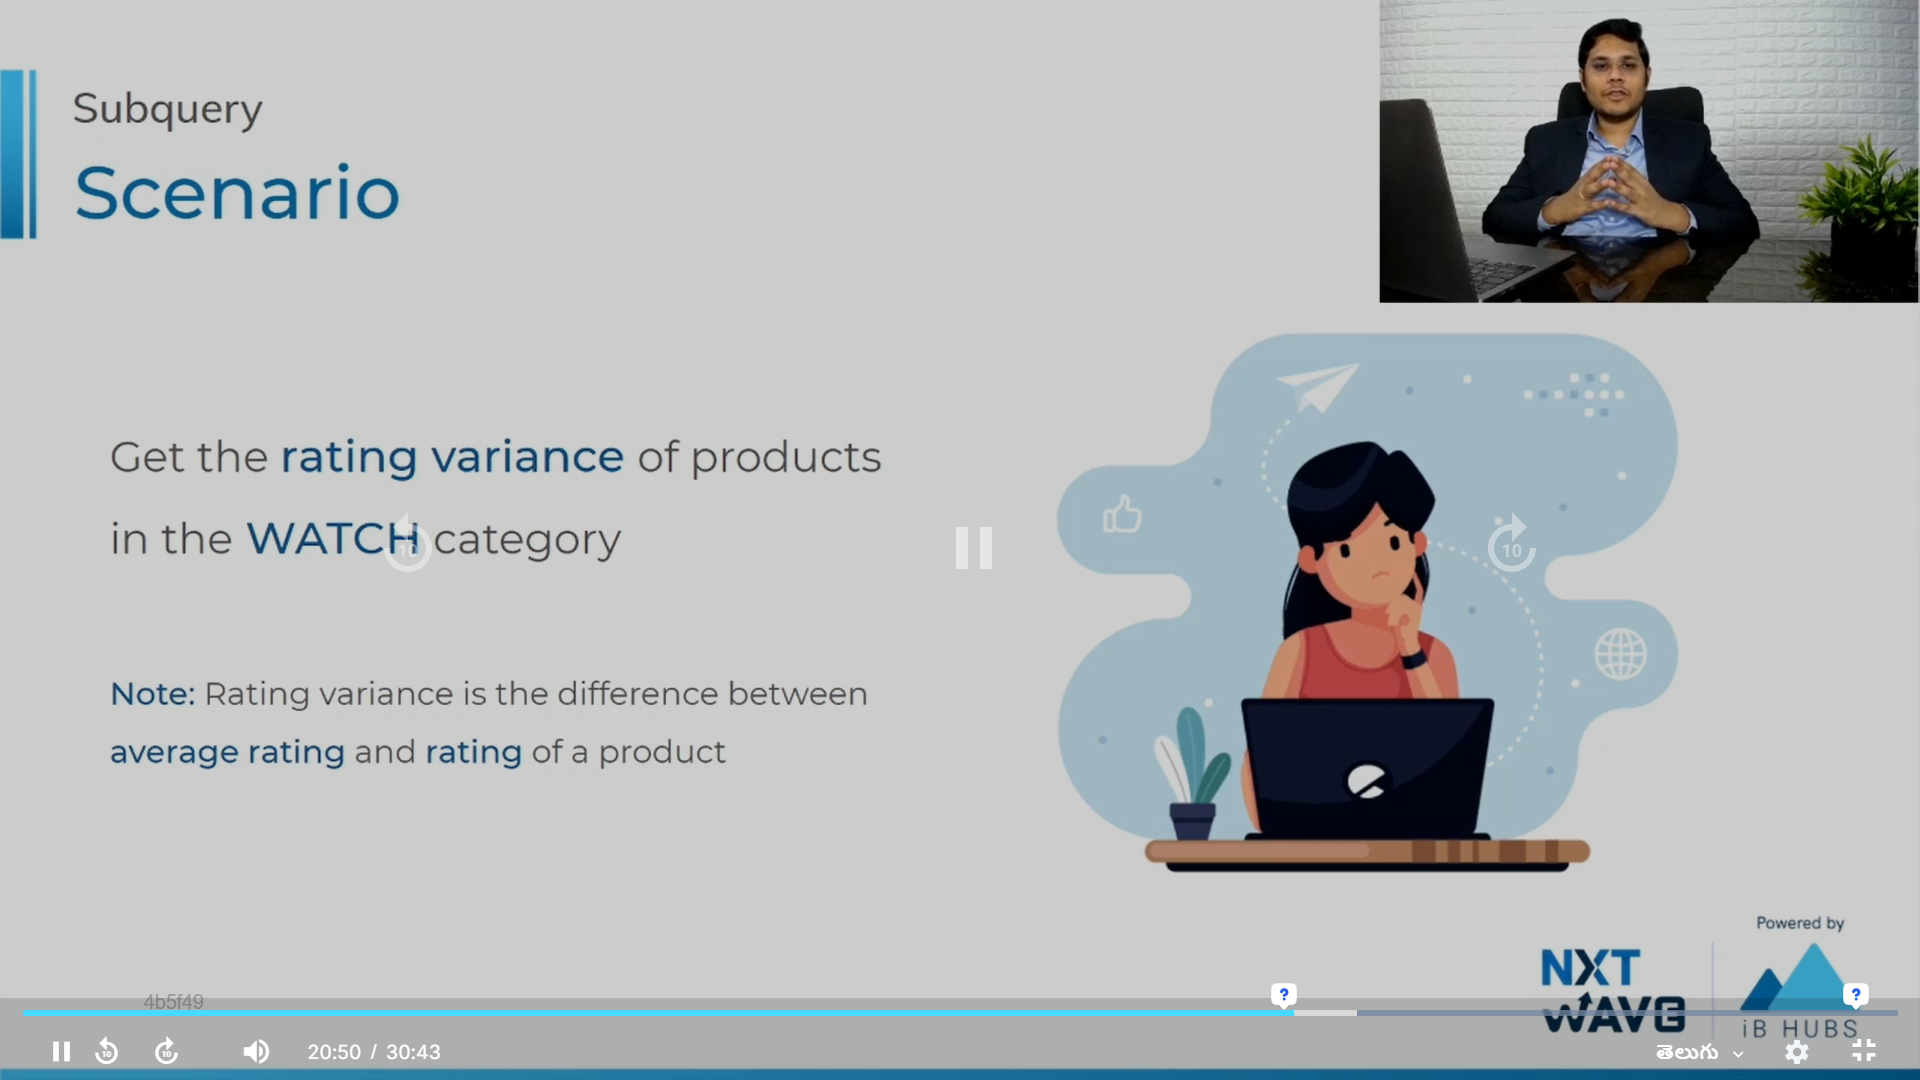 Subquery
Scenario
Get the rating variance of products
in the WATCH category
Note: Rating variance is the difference between
average rating and rating of a product
Powered by
NXT
WAVE
iB HUBS
4b5f49
10
10
?
?
10
10
20:50 / 30:43
తెలుగు